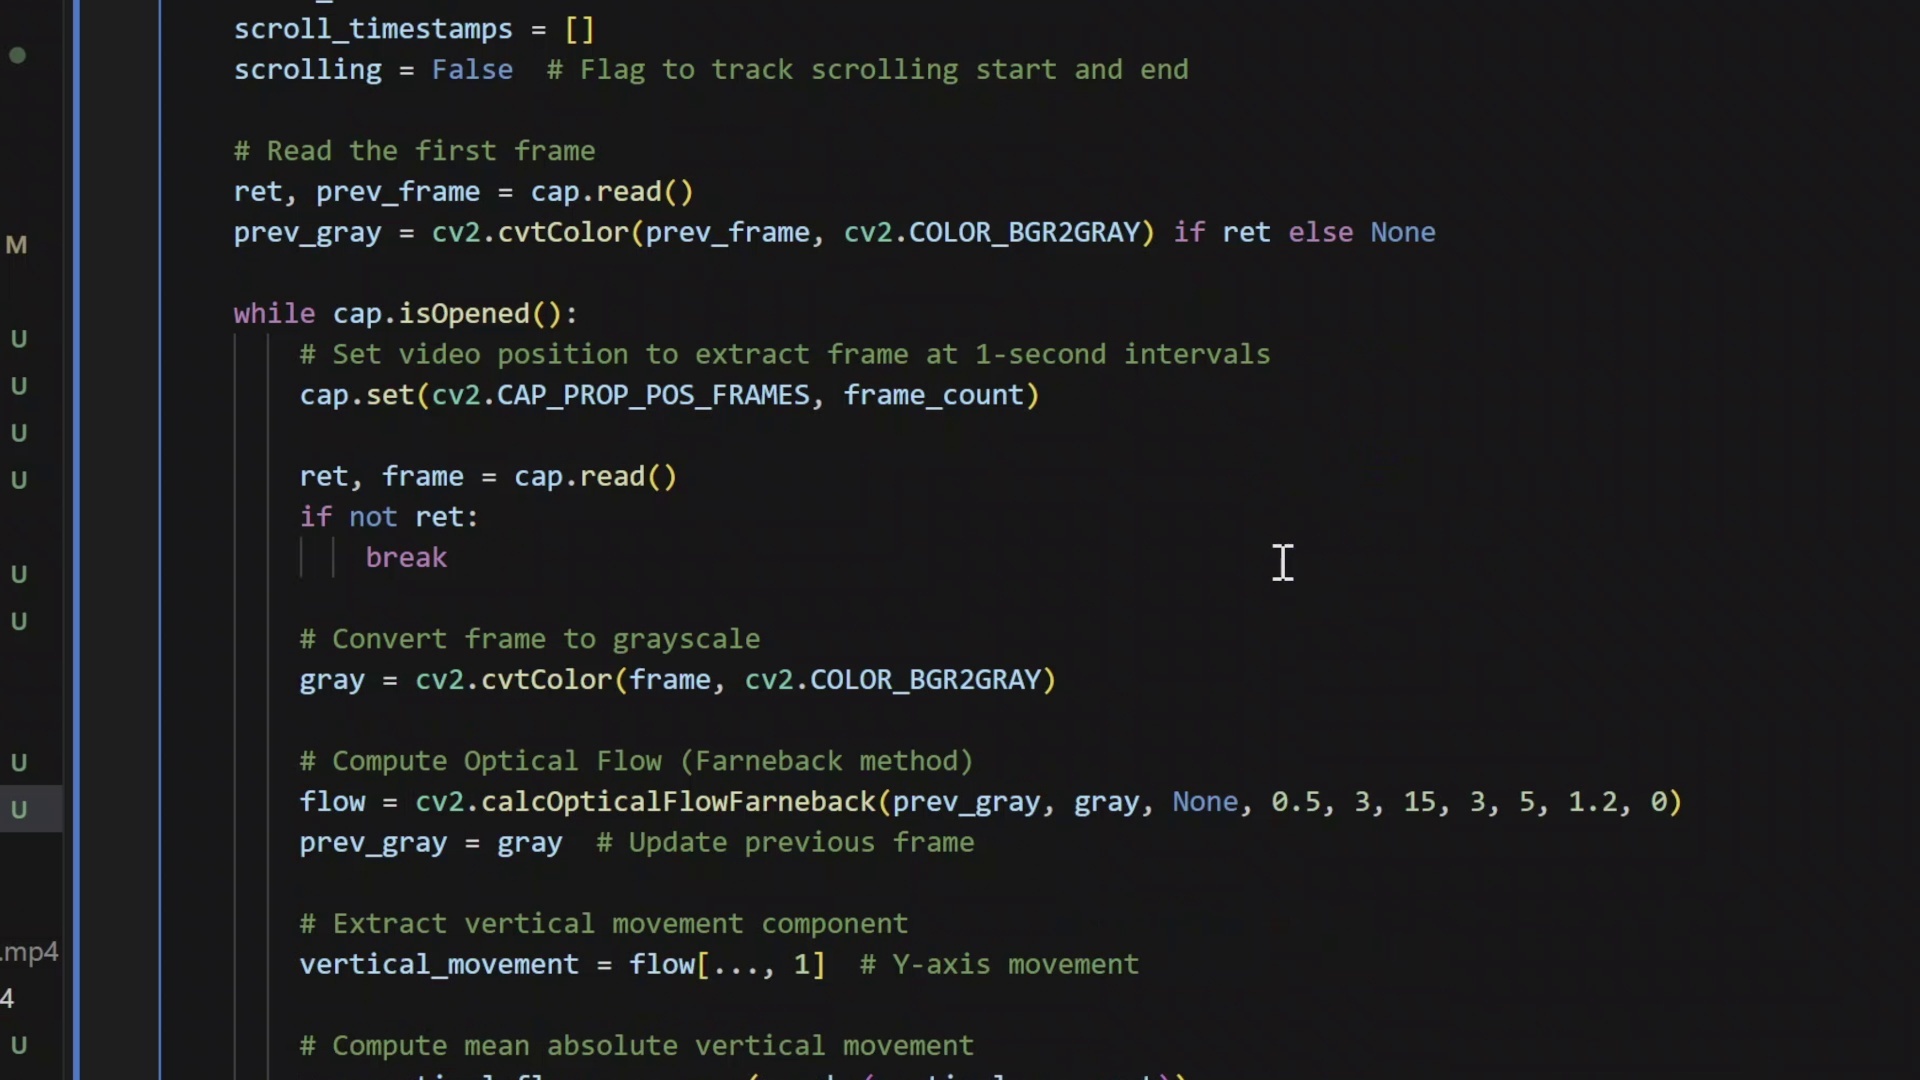 scroll_timestamps = []
scrolling = False  # Flag to track scrolling start and end
# Read the first frame
ret, prev_frame = cap.read()
prev_gray = cv2.cvtColor(prev_frame, cv2.COLOR_BGR2GRAY) if ret else None
M
while cap.isOpened():
U
# Set video position to extract frame at 1-second intervals
U
cap.set(cv2.CAP_PROP_POS_FRAMES, frame_count)
U
ret, frame = cap.read()
U
if not ret:
break
U
U
# Convert frame to grayscale
gray = cv2.cvtColor(frame, cv2.COLOR_BGR2GRAY)
# Compute Optical Flow (Farneback method)
U
flow = cv2.calcOpticalFlowFarneback(prev_gray, gray, None, 0.5, 3, 15, 3, 5, 1.2, 0)
U
prev_gray = gray  # Update previous frame
# Extract vertical movement component
.mp4
vertical_movement = flow[..., 1]  # Y-axis movement
4
# Compute mean absolute vertical movement
U